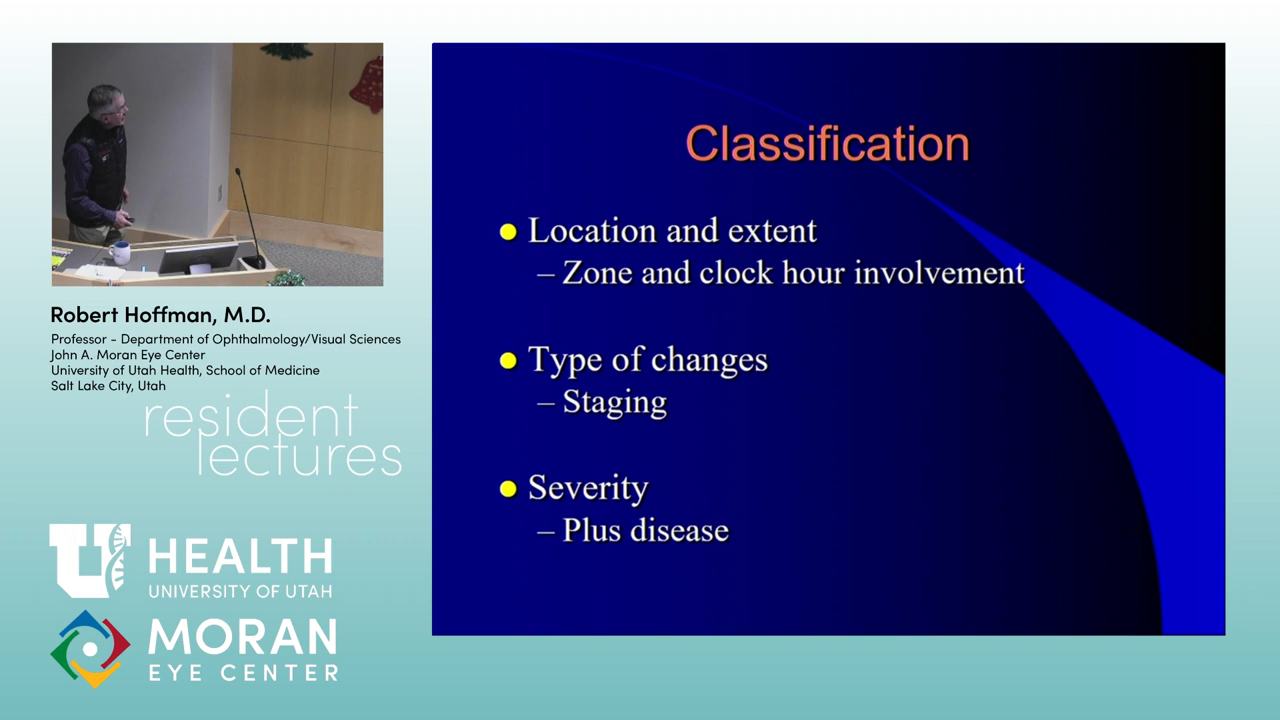 Robert Hoffman, M.D.
Professor - Department of Ophthalmology/Visual Sciences
John A. Moran Eye Center
University of Utah Health, School of Medicine
Salt Lake City, Utah
resident
lectures
U HEALTH
UNIVERSITY OF UTAH
MORAN
EYE CENTER
Classification
Location and extent
– Zone and clock hour involvement
Type of changes
– Staging
Severity
– Plus disease